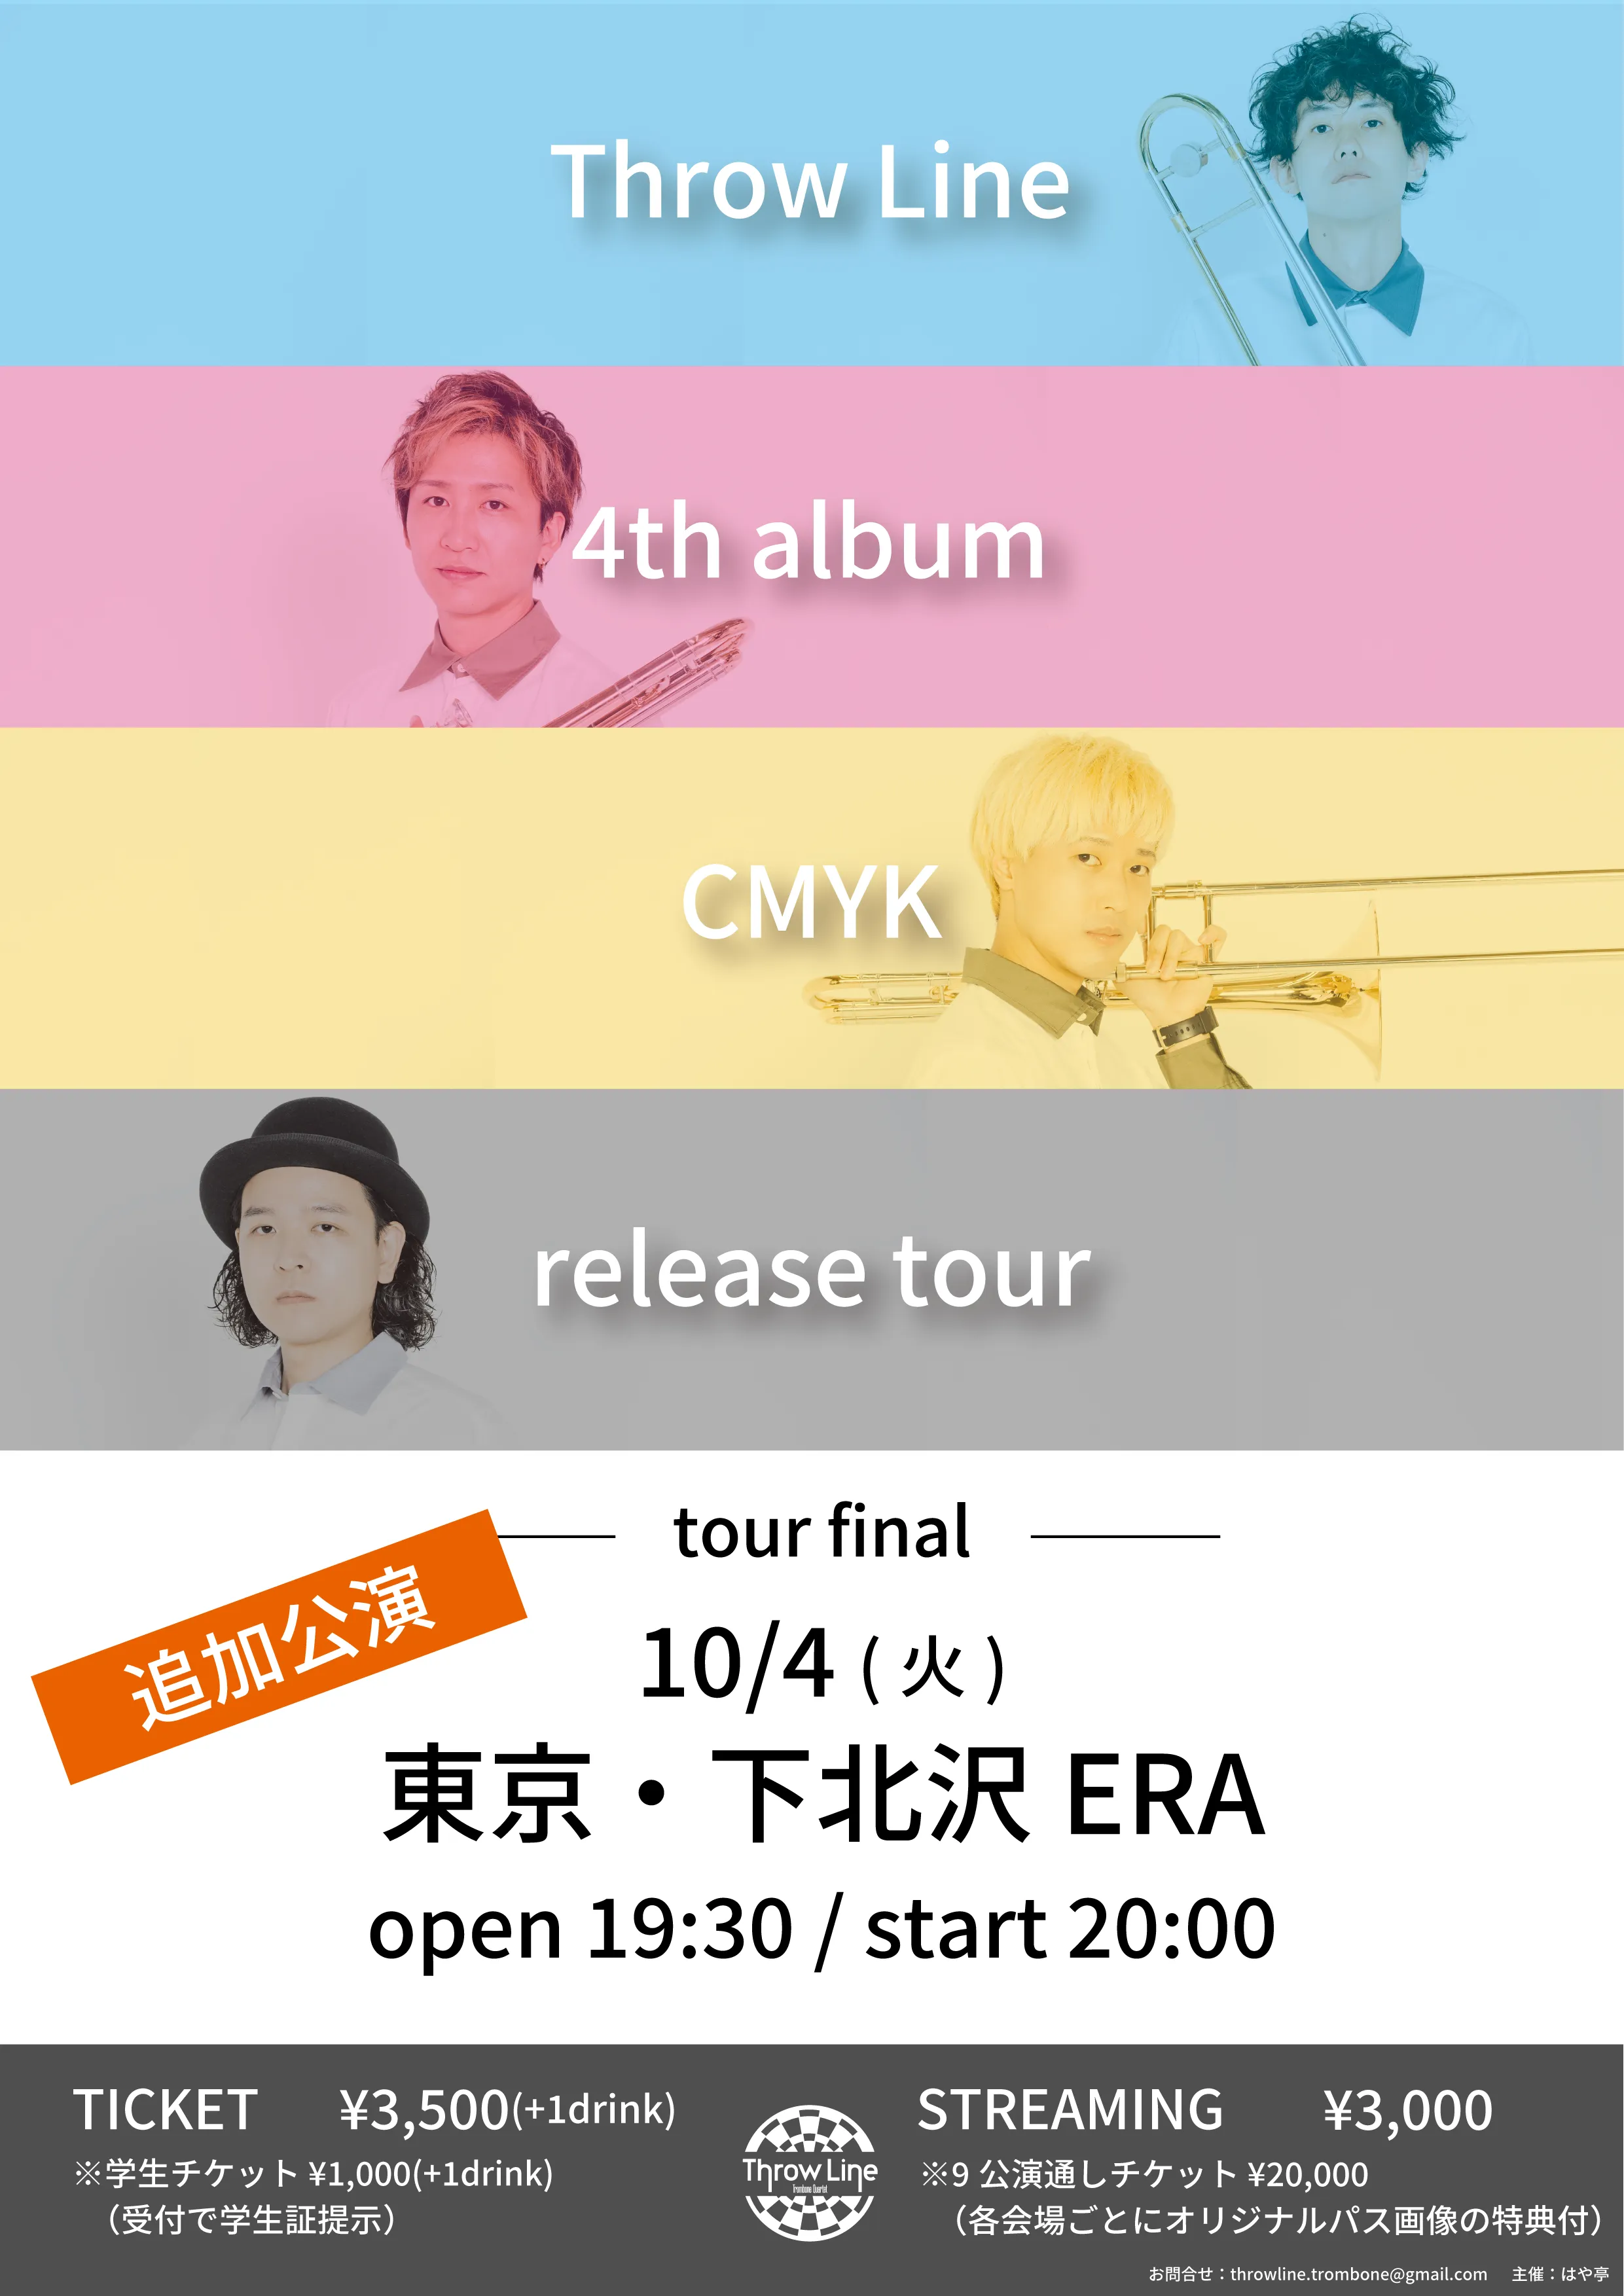 Throw Line
4th album
CMYK
release tour
tour final
追加公演
10/4 ( 火 )
東京・下北沢 ERA
open 19:30 / start 20:00
TICKET ¥3,500(+1drink)
※学生チケット ¥1,000(+1drink)
（受付で学生証提示）
Throw Line
Trombone Quartet
STREAMING ¥3,000
※9 公演通しチケット ¥20,000
（各会場ごとにオリジナルパス画像の特典付）
お問合せ：throwline.trombone@gmail.com 主催：はや亭